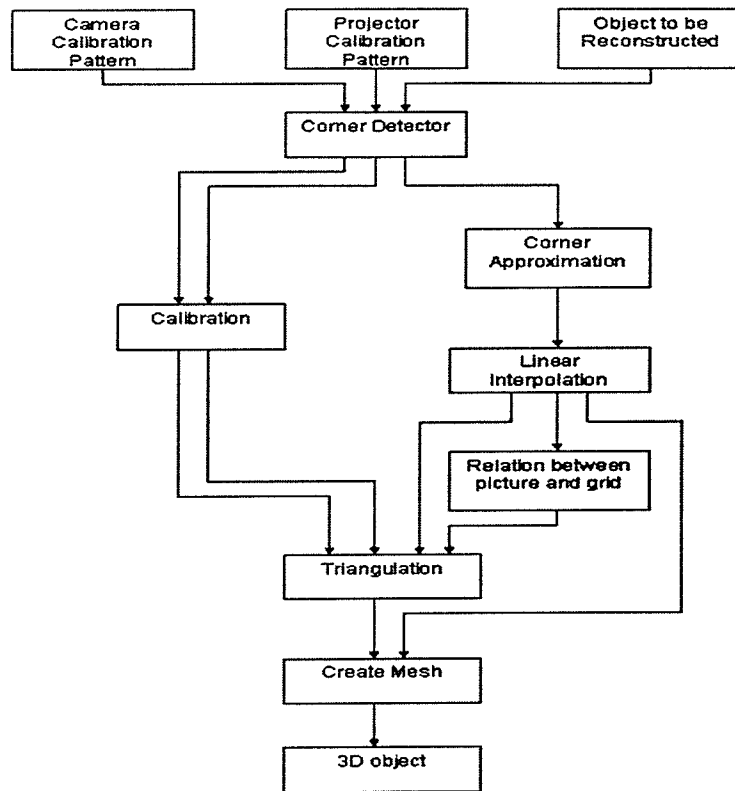 Camera
Calibration
Pattern
Projector
Calibration
Pattern
Object to be
Reconstructed
Corner Detector
Corner
Approximation
Calibration
Linear
Interpolation
Relation between
picture and grid
Triangulation
Create Mesh
3D object